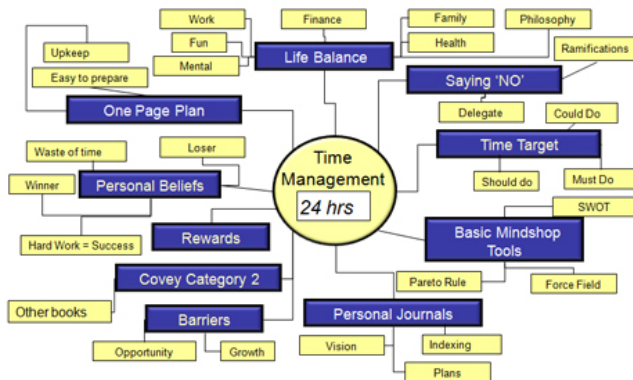 Work
Finance
Family
Philosophy
Fun
Health
Upkeep
Mental
Life Balance
Ramifications
Easy to prepare
Saying 'NO'
One Page Plan
Delegate
Could Do
Waste of time
Loser
Time
Management
24 hrs
Time Target
Winner
Personal Beliefs
Should do
Must Do
SWOT
Hard Work = Success
Rewards
Basic Mindshop
Tools
Covey Category 2
Pareto Rule
Force Field
Other books
Barriers
Personal Journals
Opportunity
Growth
Vision
Indexing
Plans